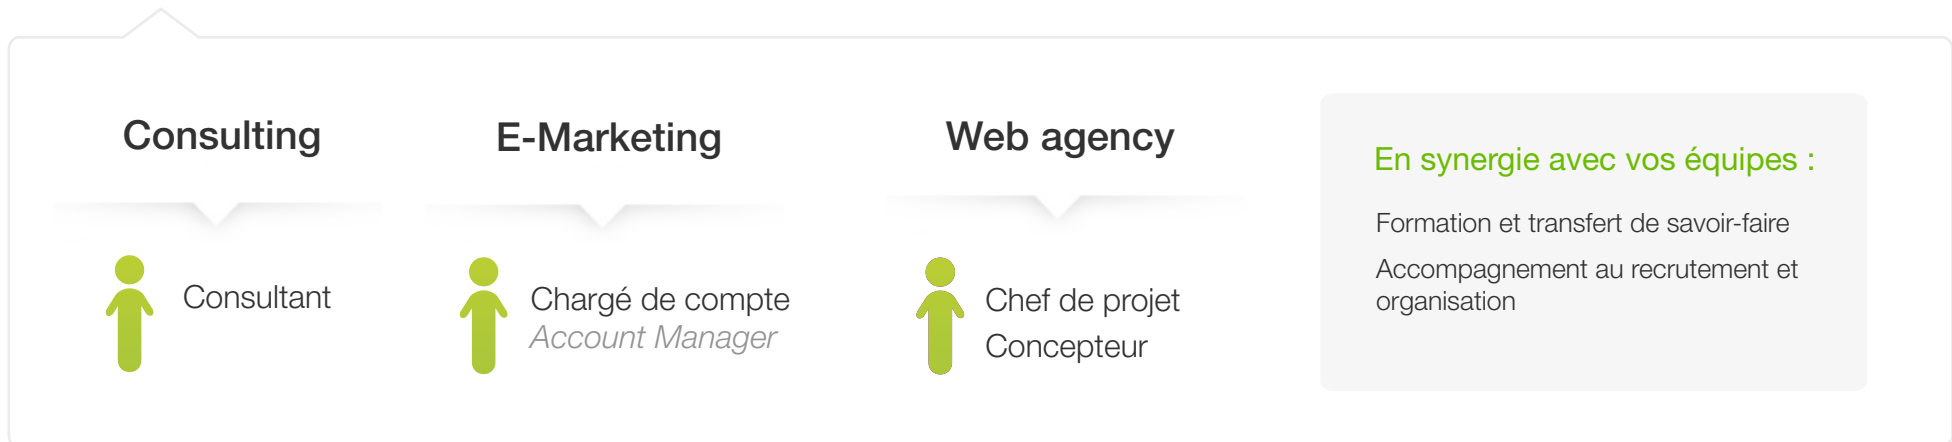 Consulting
Consultant
E-Marketing
Chargé de compte
Account Manager
Web agency
Chef de projet
Concepteur
En synergie avec vos équipes :
Formation et transfert de savoir-faire
Accompagnement au recrutement et
organisation